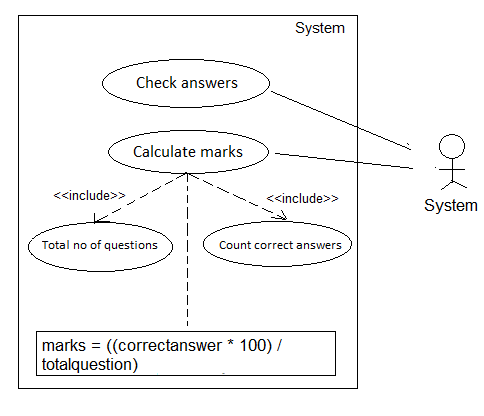 System
Check answers
Calculate marks
<<include>>
<<include>>
System
Total no of questions
Count correct answers
marks = ((correctanswer * 100) /
totalquestion)